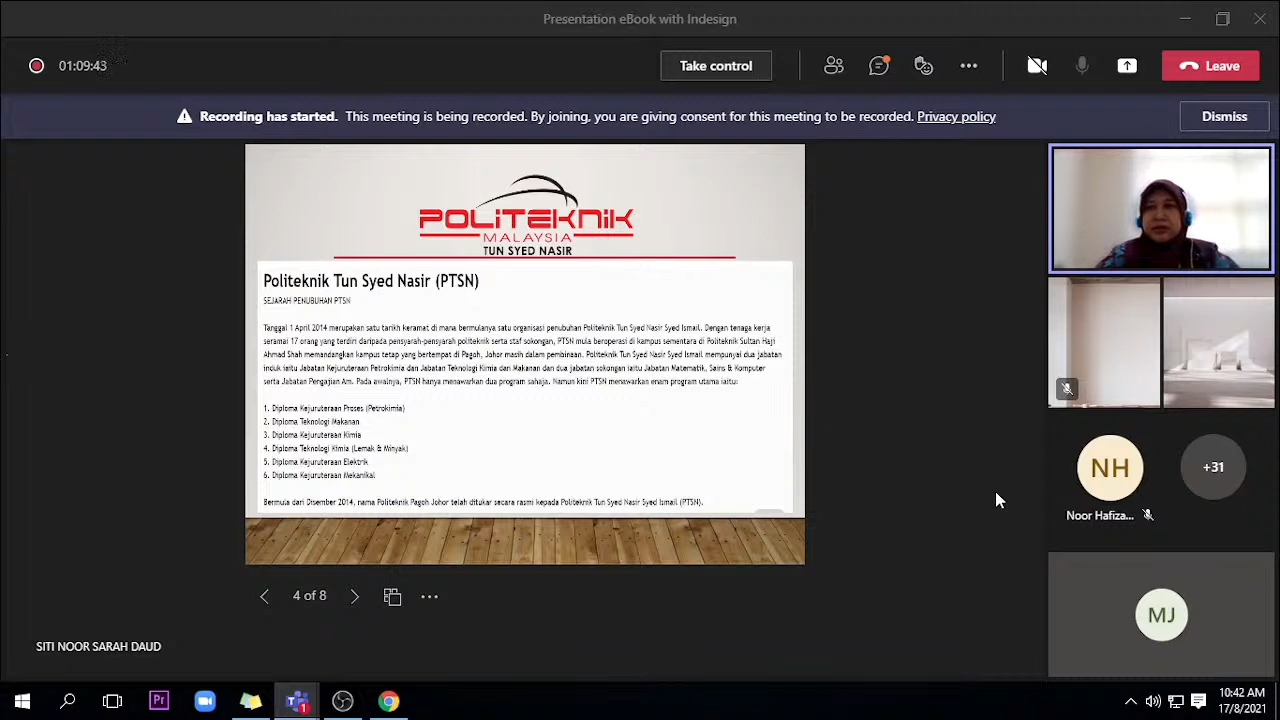 Presentation eBook with Indesign
01:09:43
Take control
Leave
Recording has started. This meeting is being recorded. By joining, you are giving consent for this meeting to be recorded. Privacy policy
Dismiss
POLITEKNIK
MALAYSIA
TUN SYED NASIR
Politeknik Tun Syed Nasir (PTSN)
SEJARAH PENUBUHAN PTSN
Tanggal 1 April 2014 merupakan satu tarikh keramat di mana bermulanya satu organisasi penubuhan Politeknik Tun Syed Nasir Syed Ismail. Dengan tenaga kerja
seramai 17 orang yang terdiri daripada pensyarah-pensyarah politeknik serta staf sokongan, PTSN mula beroperasi di kampus sementara di Politeknik Sultan Haji
Ahmad Shah memandangkan kampus tetap yang bertempat di Pagoh, Johor masih dalam pembinaan. Politeknik Tun Syed Nasir Syed Ismail mempunyai dua jabatan
induk iaitu Jabatan Kejuruteraan Petrokimia dan Jabatan Teknologi Kimia dan Makanan dan dua jabatan sokongan iaitu Jabatan Matematik, Sains & Komputer
serta Jabatan Pengajian Am. Pada awalnya, PTSN hanya menawarkan dua program sahaja. Namun kini PTSN menawarkan enam program utama iaitu:
1. Diploma Kejuruteraan Proses (Petrokimia)
2. Diploma Teknologi Makanan
3. Diploma Kejuruteraan Kimia
4. Diploma Teknologi Kimia (Lemak & Minyak)
5. Diploma Kejuruteraan Elektrik
6. Diploma Kejuruteraan Mekanikal
Bermula dari Disember 2014, nama Politeknik Pagoh Johor telah ditukar secara rasmi kepada Politeknik Tun Syed Nasir Syed Ismail (PTSN).
NH
+31
Noor Hafiza...
4 of 8
MJ
SITI NOOR SARAH DAUD
Pr
1
10:42 AM
17/8/2021